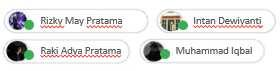 Rizky May Pratama
Intan Dewiyanti
Raki Adya Pratama
Muhammad Iqbal